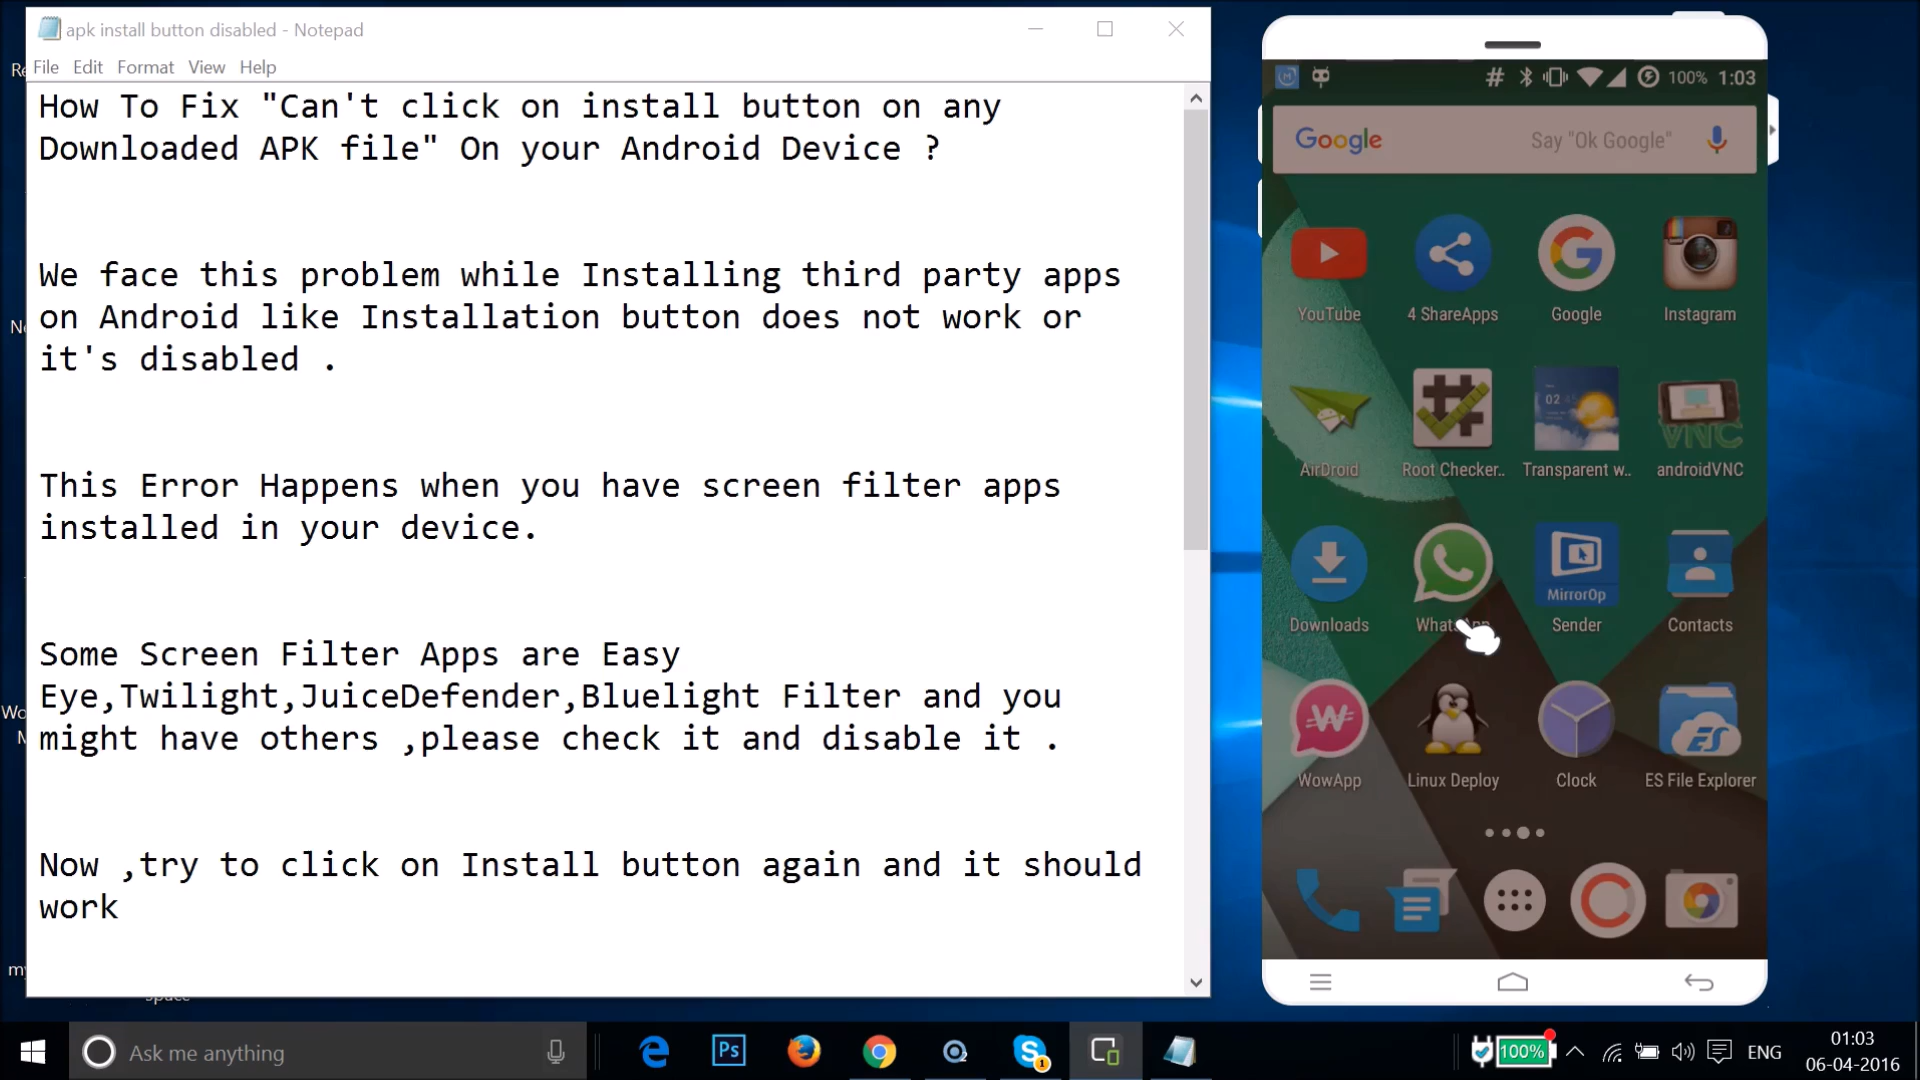 apk install button disabled - Notepad
File Edit Format View Help
How To Fix "Can't click on install button on any
Downloaded APK file" On your Android Device ?
We face this problem while Installing third party apps
on Android like Installation button does not work or
it's disabled .
This Error Happens when you have screen filter apps
installed in your device.
Some Screen Filter Apps are Easy
Eye,Twilight,JuiceDefender,Bluelight Filter and you
might have others ,please check it and disable it .
Now ,try to click on Install button again and it should
work
# 100% 1:03
Google Say "Ok Google"
YouTube 4 ShareApps Google Instagram
02
VNC
AirDroid Root Checker.. Transparent w.. androidVNC
MirrorOp
Downloads Sender Contacts
WowApp Linux Deploy Clock ES File Explorer
space
Ask me anything
Ps
1
100%
ENG
01:03
06-04-2016